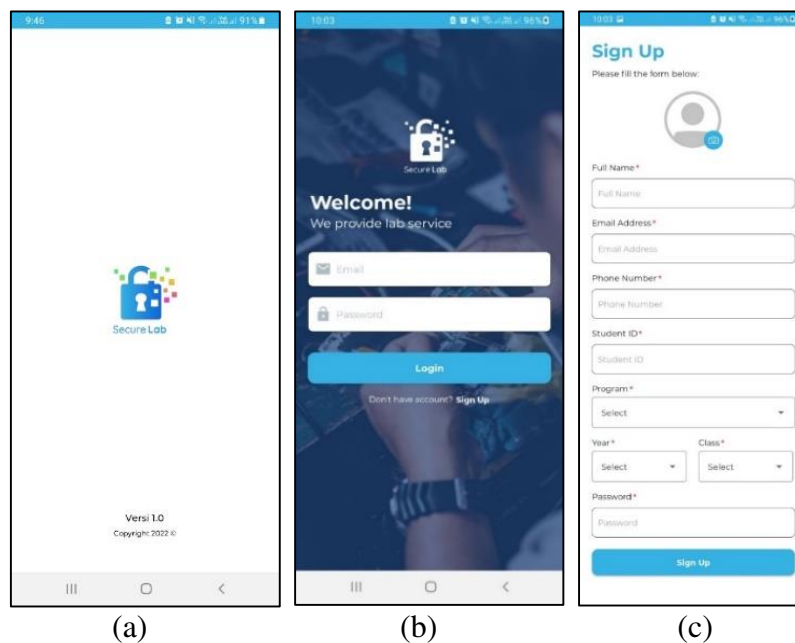 9:46
91%
Secure Lab
Versi 1.0
Copyright 2022 ©
(a)
10:03
96%
Secure Lab
Welcome!
We provide lab service
Email
Password
Login
Don't have account? Sign Up
(b)
10:03
96%
Sign Up
Please fill the form below:
Full Name *
Full Name
Email Address *
Email Address
Phone Number *
Phone Number
Student ID*
Student ID
Program *
Select
Year * Class *
Select Select
Password *
Password
Sign Up
(c)